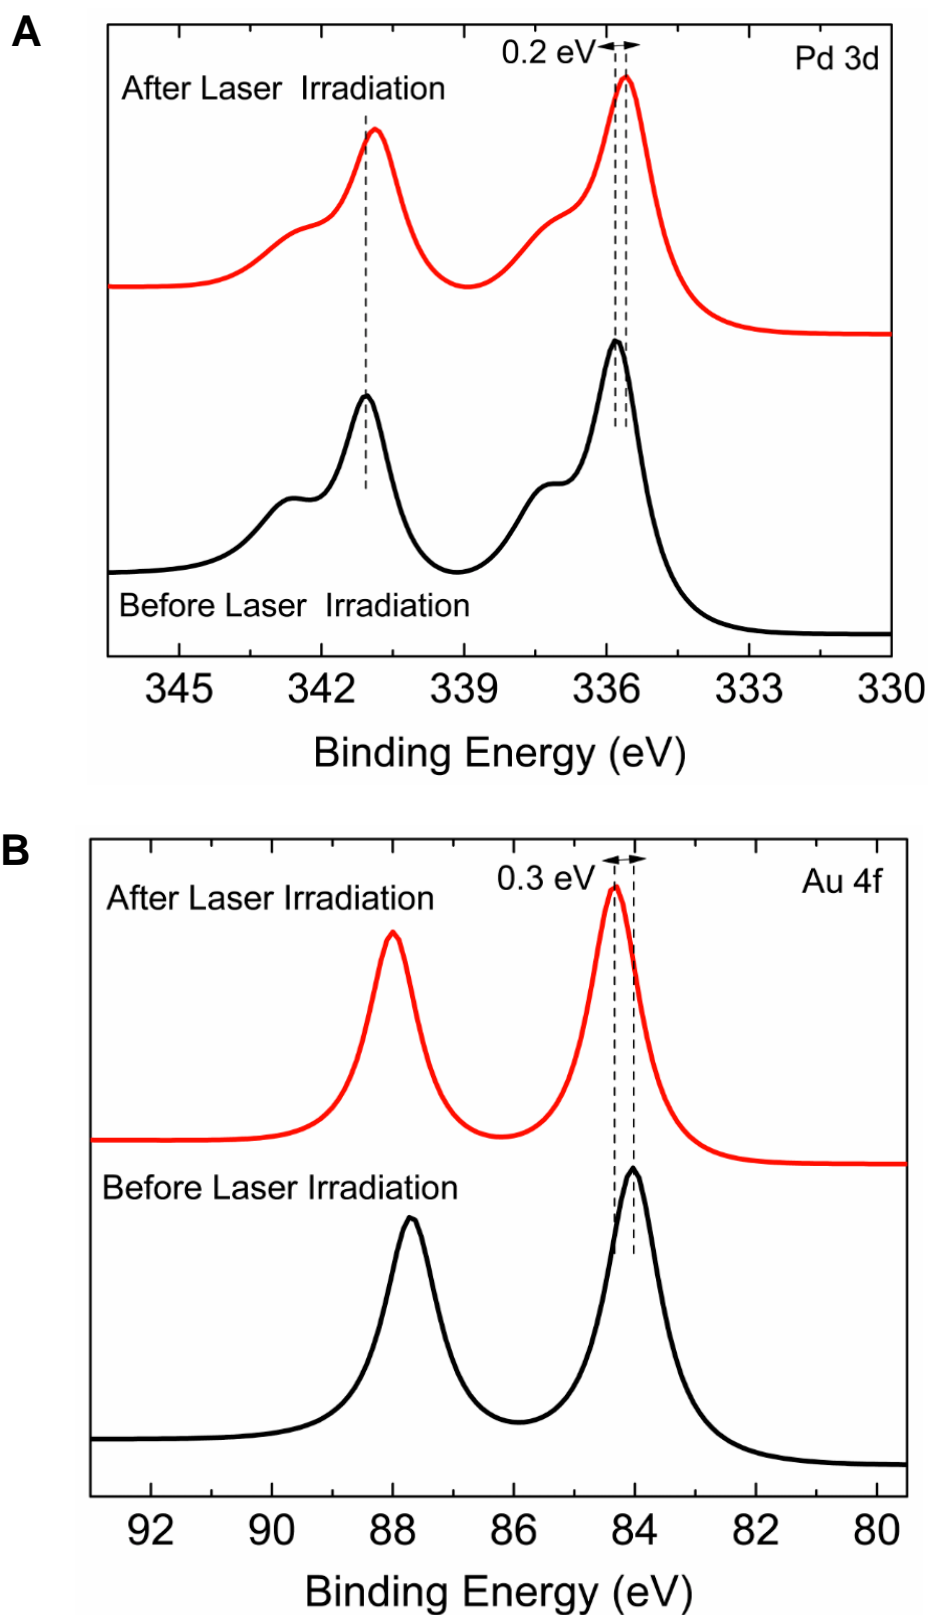 A
0.2 eV
Pd 3d
After Laser Irradiation
Before Laser Irradiation
345 342 339 336 333 330
Binding Energy (eV)
B
0.3 eV
Au 4f
After Laser Irradiation
Before Laser Irradiation
92 90 88 86 84 82 80
Binding Energy (eV)